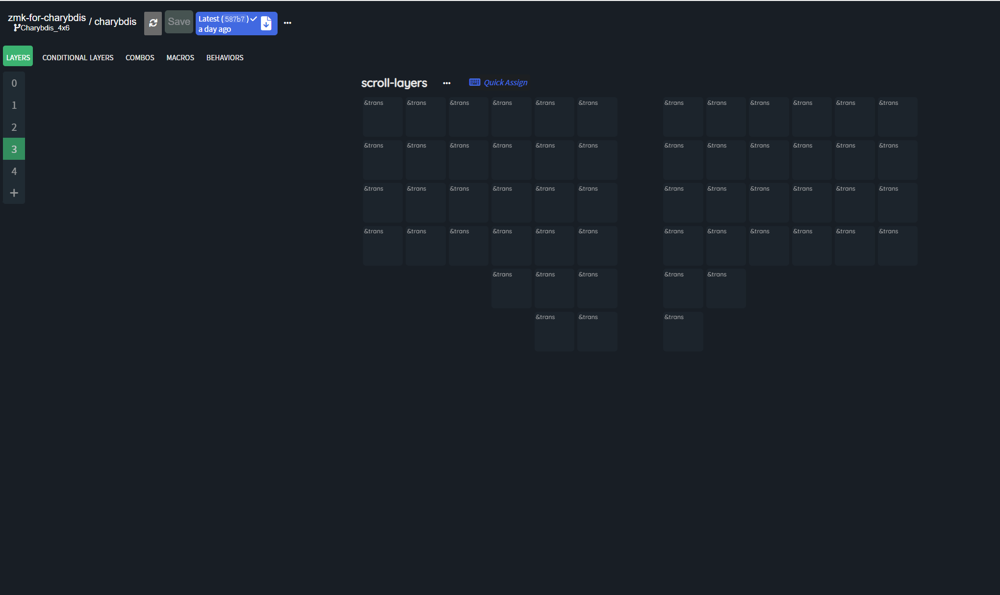 zmk-for-charybdis / charybdis
Charybdis_4x6
Save
Latest (587b7)
a day ago
LAYERS CONDITIONAL LAYERS COMBOS MACROS BEHAVIORS
0
1
2
3
4
+
scroll-layers ... Quick Assign
&trans &trans &trans &trans &trans &trans &trans &trans &trans &trans &trans &trans
&trans &trans &trans &trans &trans &trans &trans &trans &trans &trans &trans &trans
&trans &trans &trans &trans &trans &trans &trans &trans &trans &trans &trans &trans
&trans &trans &trans &trans &trans &trans &trans &trans &trans &trans &trans &trans
&trans &trans &trans &trans &trans
&trans &trans &trans